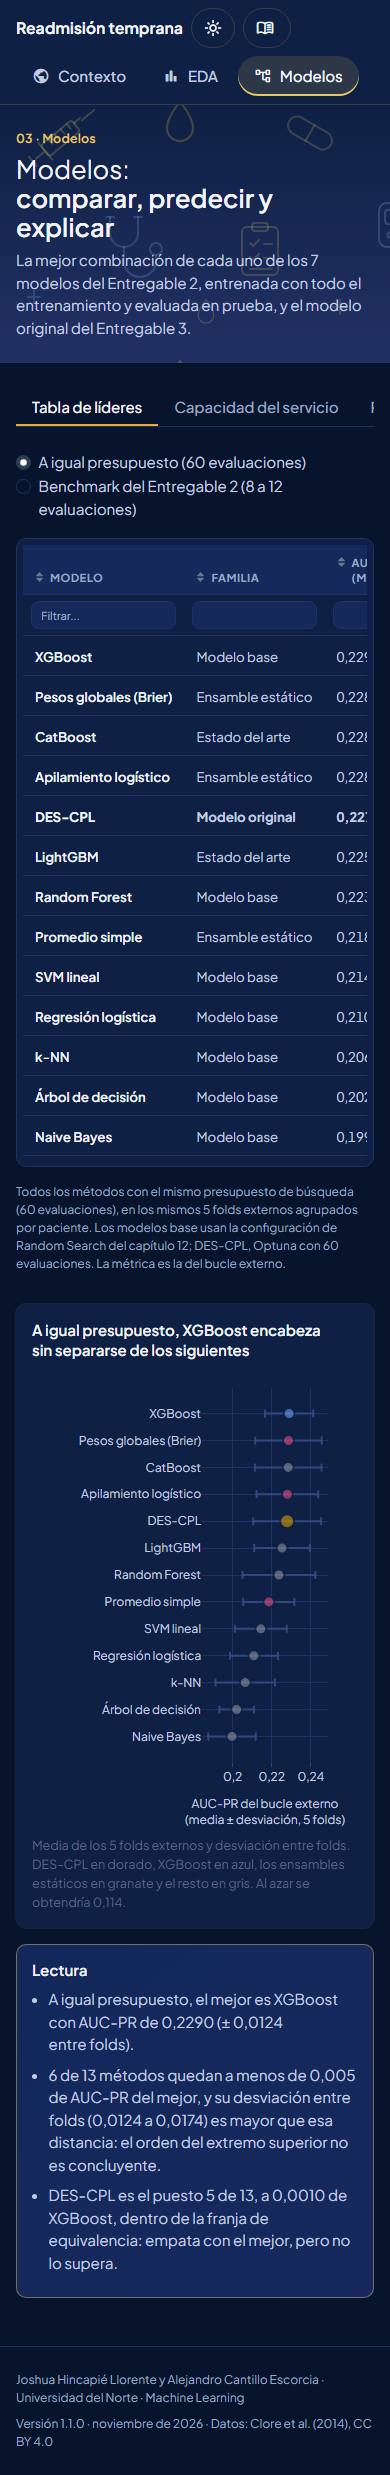 Readmisión temprana
Contexto
EDA
Modelos
03 · Modelos
Modelos:
comparar, predecir y
explicar
La mejor combinación de cada uno de los 7
modelos del Entregable 2, entrenada con todo el
entrenamiento y evaluada en prueba, y el modelo
original del Entregable 3.
Tabla de líderes
Capacidad del servicio
A igual presupuesto (60 evaluaciones)
Benchmark del Entregable 2 (8 a 12
evaluaciones)
MODELO FAMILIA
Filtrar...
XGBoost Modelo base
Pesos globales (Brier) Ensamble estático
CatBoost Estado del arte
Apilamiento logístico Ensamble estático
DES-CPL Modelo original
LightGBM Estado del arte
Random Forest Modelo base
Promedio simple Ensamble estático
SVM lineal Modelo base
Regresión logística Modelo base
k-NN Modelo base
Árbol de decisión Modelo base
Naive Bayes Modelo base
Todos los métodos con el mismo presupuesto de búsqueda
(60 evaluaciones), en los mismos 5 folds externos agrupados
por paciente. Los modelos base usan la configuración de
Random Search del capítulo 12; DES-CPL, Optuna con 60
evaluaciones. La métrica es la del bucle externo.
A igual presupuesto, XGBoost encabeza
sin separarse de los siguientes
XGBoost
Pesos globales (Brier)
CatBoost
Apilamiento logístico
DES-CPL
LightGBM
Random Forest
Promedio simple
SVM lineal
Regresión logística
k-NN
Árbol de decisión
Naive Bayes
0,2 0,22 0,24
AUC-PR del bucle externo
(media ± desviación, 5 folds)
Media de los 5 folds externos y desviación entre folds.
DES-CPL en dorado, XGBoost en azul, los ensambles
estáticos en granate y el resto en gris. Al azar se
obtendría 0,114.
Lectura
• A igual presupuesto, el mejor es XGBoost
con AUC-PR de 0,2290 (± 0,0124
entre folds).
• 6 de 13 métodos quedan a menos de 0,005
de AUC-PR del mejor, y su desviación entre
folds (0,0124 a 0,0174) es mayor que esa
distancia: el orden del extremo superior no
es concluyente.
• DES-CPL es el puesto 5 de 13, a 0,0010 de
XGBoost, dentro de la franja de
equivalencia: empata con el mejor, pero no
lo supera.
Joshua Hincapié Llorente y Alejandro Cantillo Escorcia ·
Universidad del Norte · Machine Learning
Versión 1.1.0 · noviembre de 2026 · Datos: Clore et al. (2014), CC
BY 4.0